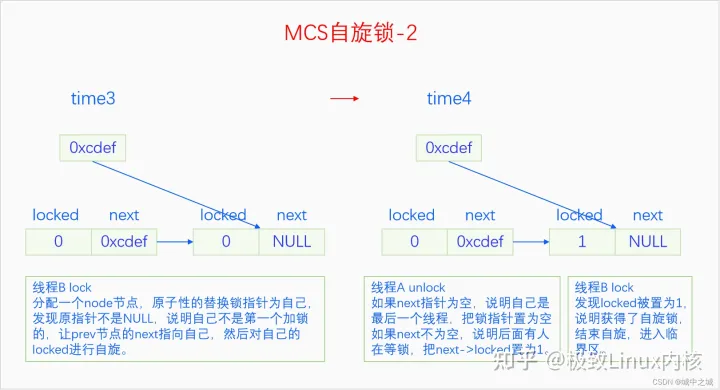 MCS自旋锁-2
time3
time4
0xcdef
0xcdef
locked next locked next
locked next locked next
0 0xcdef 0 NULL
0 0xcdef 1 NULL
线程B lock
分配一个node节点，原子性的替换锁指针为自己，
发现原指针不是NULL，说明自己不是第一个加锁
的，让prev节点的next指向自己，然后对自己的
locked进行自旋。
线程A unlock
如果next指针为空，说明自己是
最后一个线程，把锁指针置为空
如果next不为空，说明后面有人
在等锁，把next->locked置为1。
线程B lock
发现locked被置为1，
说明获得了自旋锁，
结束自旋，进入临
界区。
知乎 @极致Linux内核
CSDN @城中之城